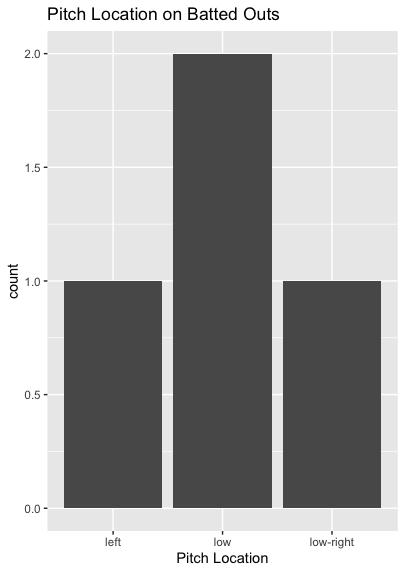 Pitch Location on Batted Outs
2.0
1.5
1.0
0.5
0.0
count
left low low-right
Pitch Location